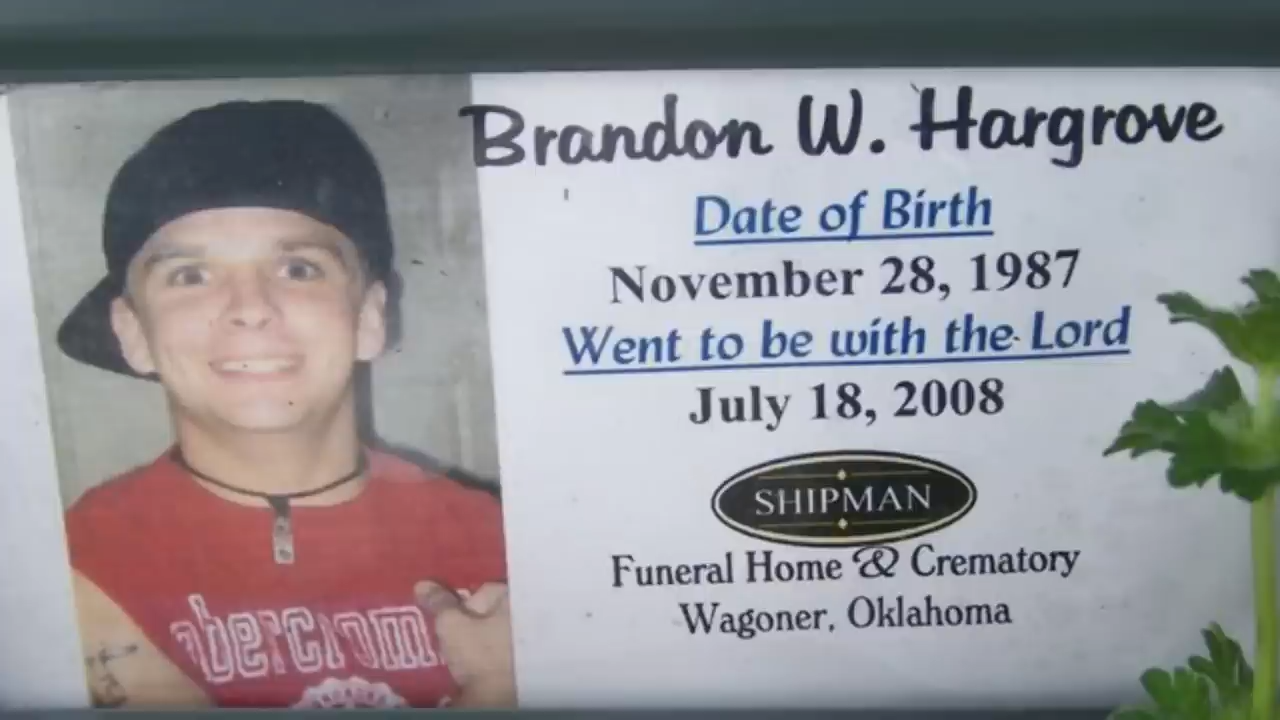 Brandon W. Hargrove
Date of Birth
November 28, 1987
Went to be with the Lord
July 18, 2008
SHIPMAN
Funeral Home & Crematory
Wagoner, Oklahoma
abercrom